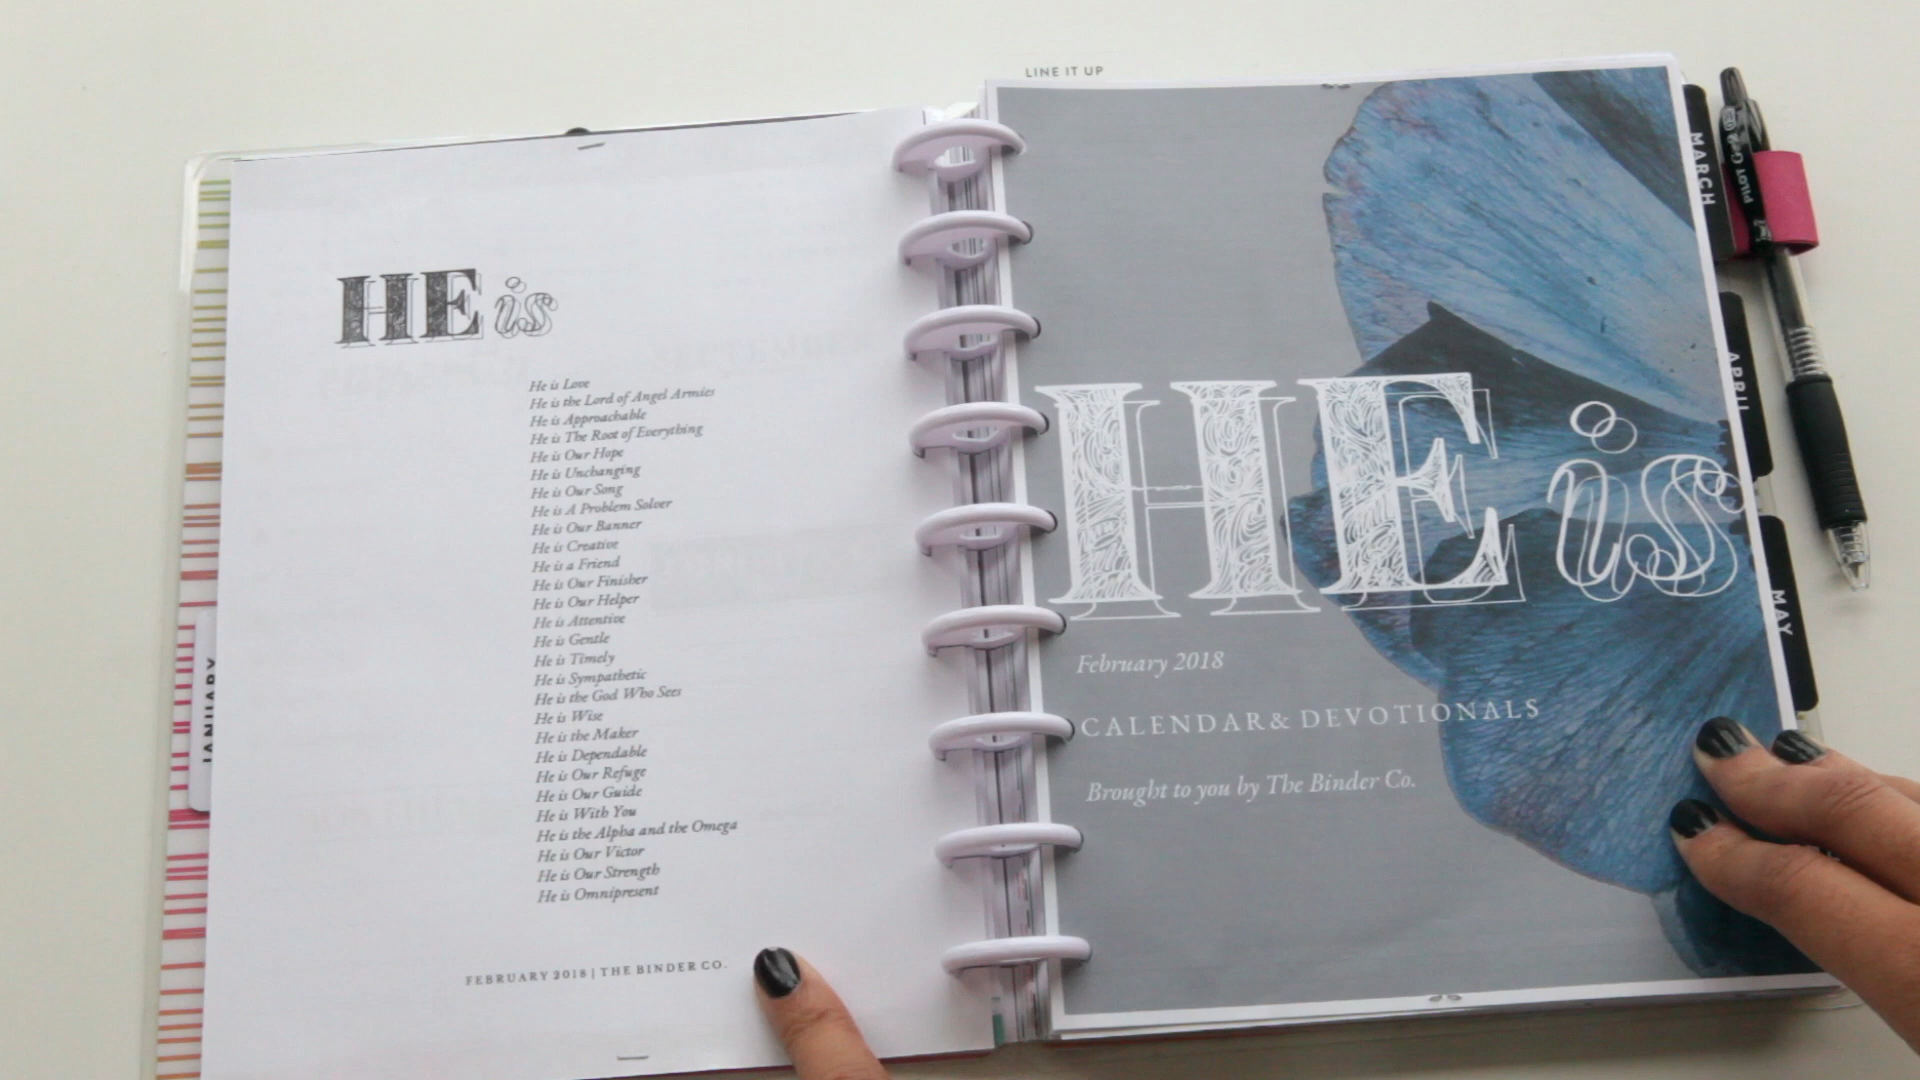 HE is
He is Love
He is the Lord of Angel Armies
He is Approachable
He is The Root of Everything
He is Our Hope
He is Unchanging
He is Our Song
He is A Problem Solver
He is Our Banner
He is Creative
He is a Friend
He is Our Finisher
He is Our Helper
He is Attentive
He is Gentle
He is Timely
He is Sympathetic
He is the God Who Sees
He is Wise
He is the Maker
He is Dependable
He is Our Refuge
He is Our Guide
He is With You
He is the Alpha and the Omega
He is Our Victor
He is Our Strength
He is Omnipresent
FEBRUARY 2018 | THE BINDER CO.
JANUARY
LINE IT UP
HE is
February 2018
CALENDAR & DEVOTIONALS
Brought to you by The Binder Co.
MARCH
APRIL
MAY
PILOT G2